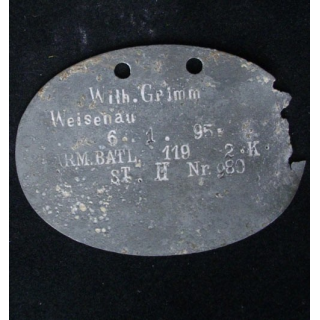 Wilh. Grimm
Weisenau
6. 1. 95.
RM. BATL. 119 2. K
ST. II Nr. 980